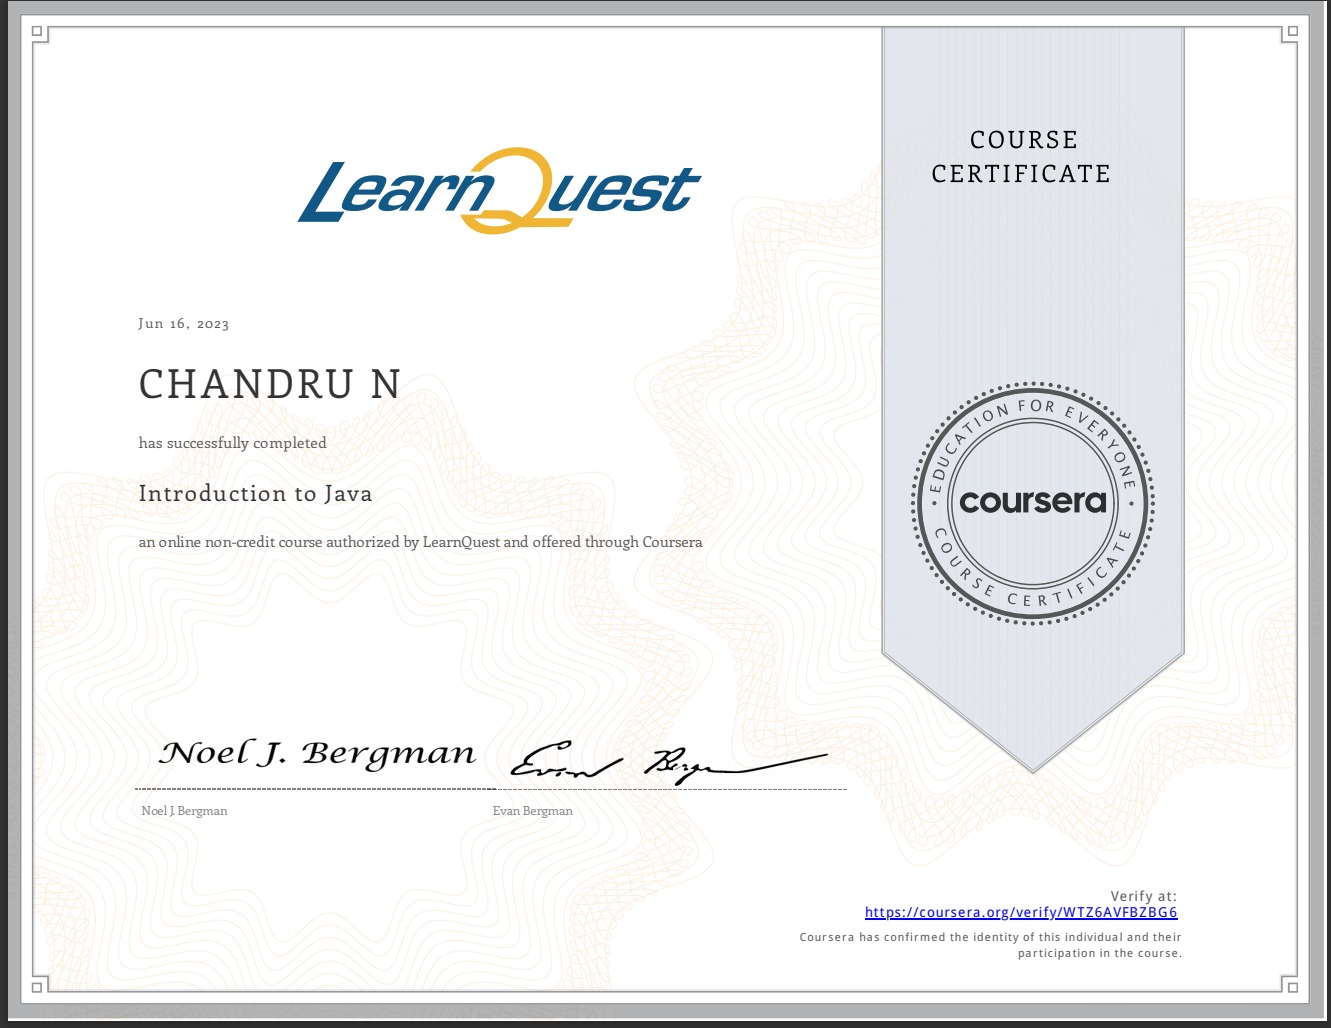 LearnQuest
COURSE
CERTIFICATE
Jun 16, 2023
CHANDRU N
has successfully completed
Introduction to Java
an online non-credit course authorized by LearnQuest and offered through Coursera
EDUCATION FOR EVERYONE
coursera
COURSE CERTIFICATE
Noel J. Bergman
Evan Bergman
Noel J. Bergman
Evan Bergman
Verify at:
https://coursera.org/verify/WTZ6AVFBZBG6
Coursera has confirmed the identity of this individual and their
participation in the course.